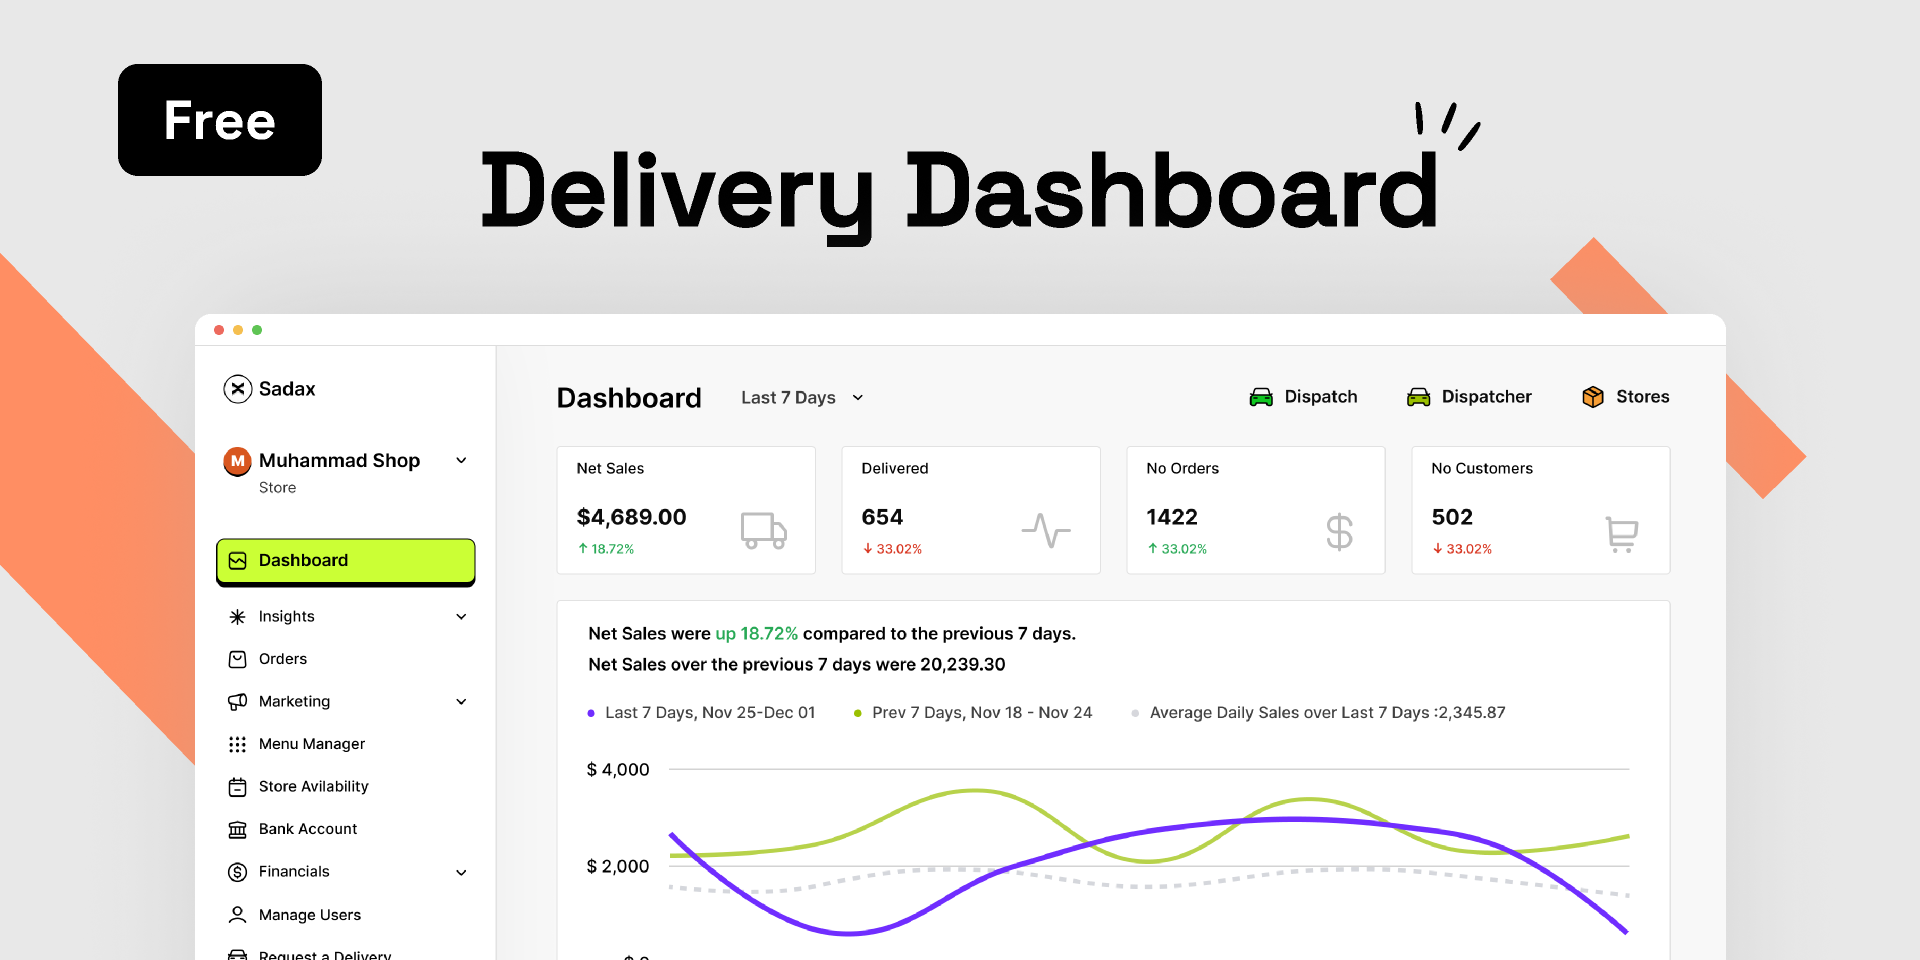 Free
Delivery Dashboard
Sadax
M
Muhammad Shop
Store
Dashboard
Insights
Orders
Marketing
Menu Manager
Store Avilability
Bank Account
Financials
Manage Users
Request a Delivery
Dashboard
Last 7 Days
Dispatch
Dispatcher
Stores
Net Sales
$4,689.00
↑ 18.72%
Delivered
654
↓ 33.02%
No Orders
1422
↑ 33.02%
No Customers
502
↓ 33.02%
Net Sales were up 18.72% compared to the previous 7 days.
Net Sales over the previous 7 days were 20,239.30
Last 7 Days, Nov 25-Dec 01
Prev 7 Days, Nov 18 - Nov 24
Average Daily Sales over Last 7 Days :2,345.87
$ 4,000
$ 2,000